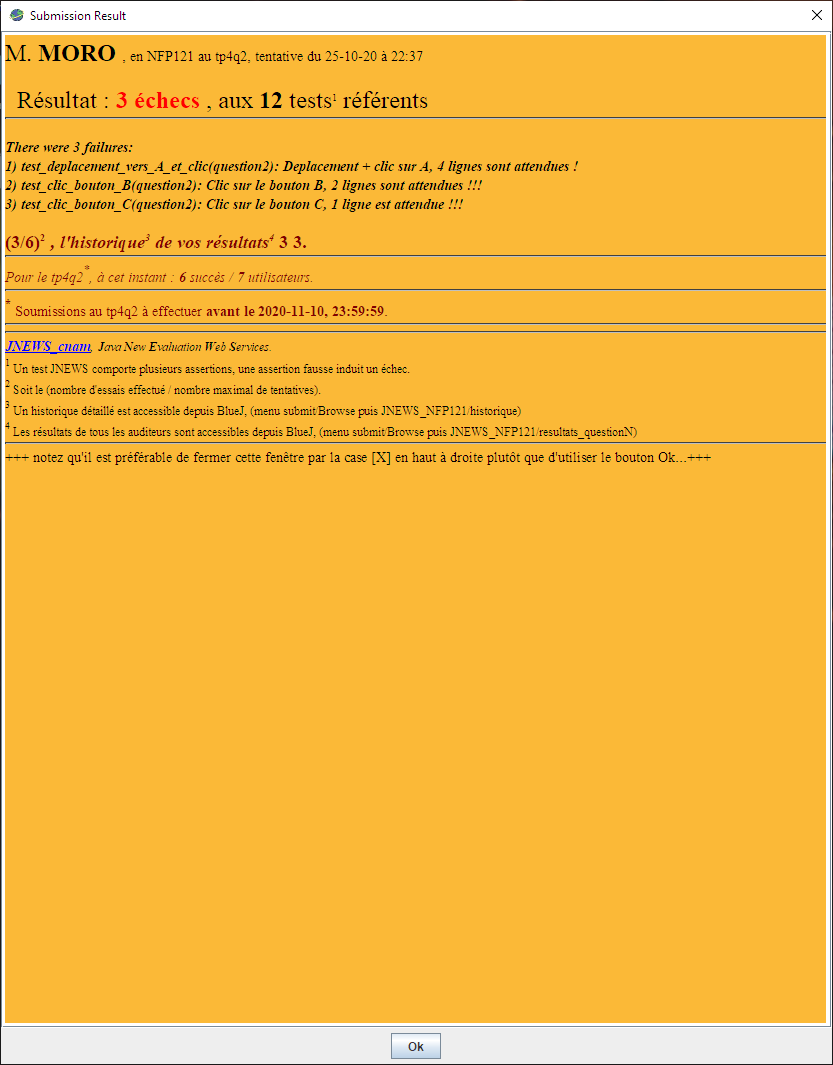 Submission Result
M. MORO , en NFP121 au tp4q2, tentative du 25-10-20 à 22:37
Résultat : 3 échecs , aux 12 tests1 référents
There were 3 failures:
1) test_deplacement_vers_A_et_clic(question2): Deplacement + clic sur A, 4 lignes sont attendues !
2) test_clic_bouton_B(question2): Clic sur le bouton B, 2 lignes sont attendues !!!
3) test_clic_bouton_C(question2): Clic sur le bouton C, 1 ligne est attendue !!!
(3/6)2 , l'historique3 de vos résultats4 3 3.
Pour le tp4q2*, à cet instant : 6 succès / 7 utilisateurs.
* Soumissions au tp4q2 à effectuer avant le 2020-11-10, 23:59:59.
JNEWS_cnam, Java New Evaluation Web Services.
1 Un test JNEWS comporte plusieurs assertions, une assertion fausse induit un échec.
2 Soit le (nombre d'essais effectué / nombre maximal de tentatives).
3 Un historique détaillé est accessible depuis BlueJ, (menu submit/Browse puis JNEWS_NFP121/historique)
4 Les résultats de tous les auditeurs sont accessibles depuis BlueJ, (menu submit/Browse puis JNEWS_NFP121/resultats_questionN)
+++ notez qu'il est préférable de fermer cette fenêtre par la case [X] en haut à droite plutôt que d'utiliser le bouton Ok...+++
Ok